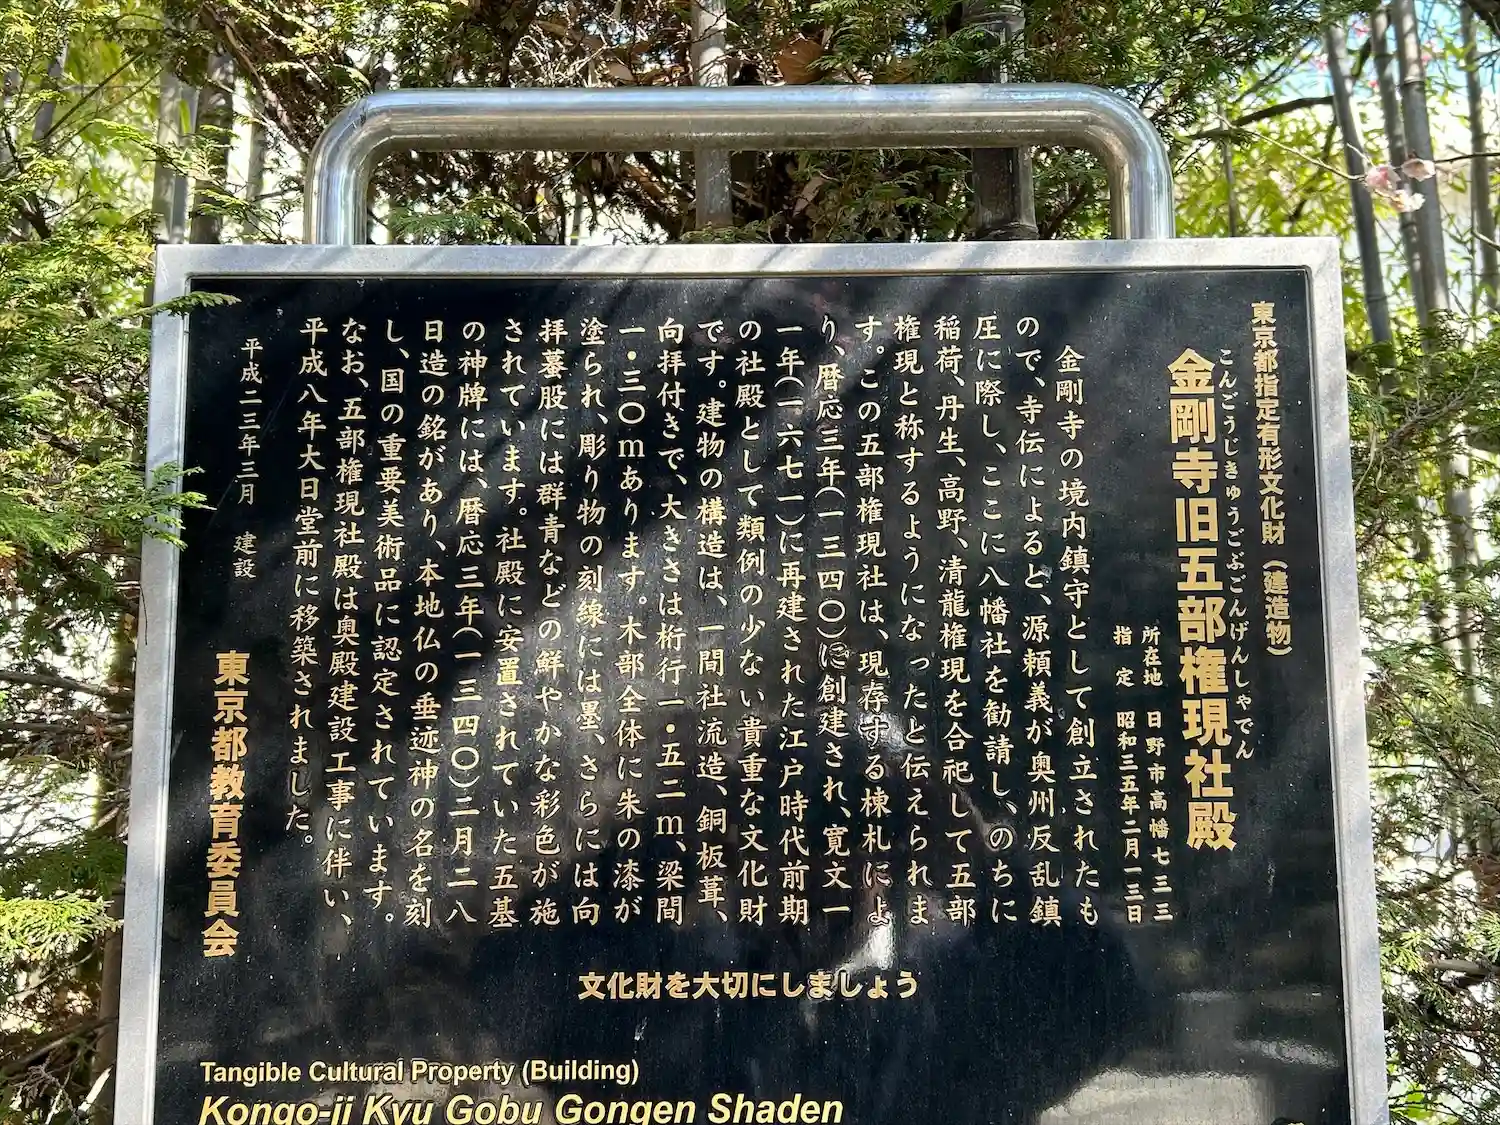 東京都指定有形文化財（建造物）
こんごうじきゅうごぶごんげんしゃでん
金剛寺旧五部権現社殿
所在地　日野市高幡七三三
指　定　昭和三五年二月一三日
金剛寺の境内鎮守として創立されたも
ので、寺伝によると、源頼義が奥州反乱鎮
圧に際し、ここに八幡社を勧請し、のちに
稲荷、丹生、高野、清龍権現を合祀して五部
権現と称するようになったと伝えられま
す。この五部権現社は、現存する棟札によ
り、暦応三年（一三四〇）に創建され、寛文一
一年（一六七一）に再建された江戸時代前期
の社殿として類例の少ない貴重な文化財
です。建物の構造は、一間社流造、銅板葺、
向拝付きで、大きさは桁行一・五二ｍ、梁間
一・三〇ｍあります。木部全体に朱の漆が
塗られ、彫り物の刻線には墨、さらには向
拝蟇股には群青などの鮮やかな彩色が施
されています。社殿に安置されていた五基
の神牌には、暦応三年（一三四〇）二月二八
日造の銘があり、本地仏の垂迹神の名を刻
し、国の重要美術品に認定されています。
なお、五部権現社殿は奥殿建設工事に伴い、
平成八年大日堂前に移築されました。
平成二三年三月　建設
東京都教育委員会
文化財を大切にしましょう
Tangible Cultural Property (Building)
Kongo-ji Kyu Gobu Gongen Shaden